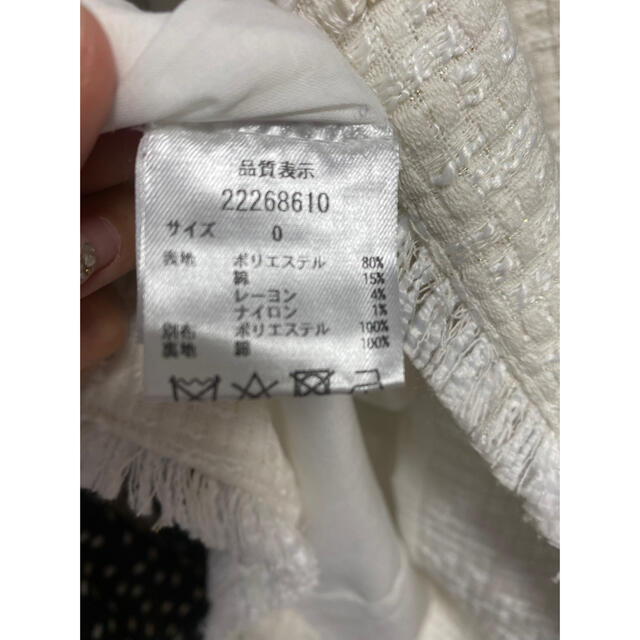 品質表示
22268610
サイズ 0
表地 ポリエステル 80%
綿 15%
レーヨン 4%
ナイロン 1%
別布 ポリエステル 100%
裏地 綿 100%